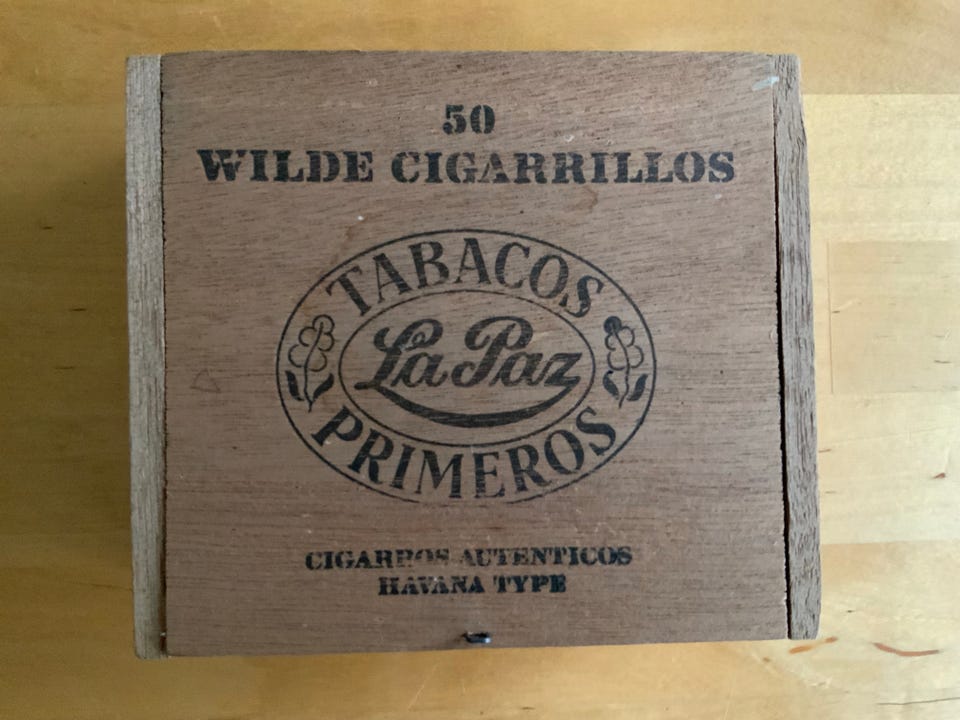 50
WILDE CIGARRILLOS
TABACOS
La Paz
PRIMEROS
CIGARROS AUTENTICOS
HAVANA TYPE